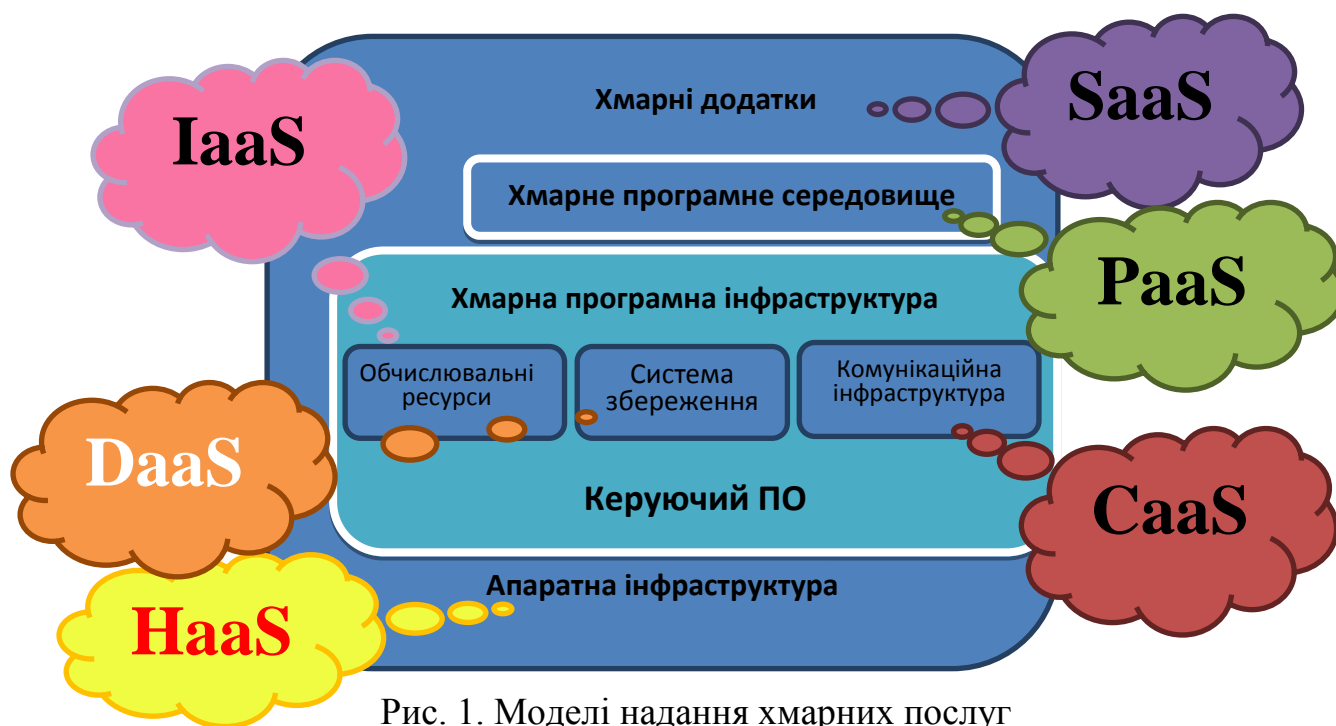 Хмарні додатки
SaaS
IaaS
Хмарне програмне середовище
PaaS
Хмарна програмна інфраструктура
Обчислювальні
ресурси
Система
збереження
Комунікаційна
інфраструктура
DaaS
Керуючий ПО
CaaS
Апаратна інфраструктура
HaaS
Рис. 1. Моделі надання хмарних послуг